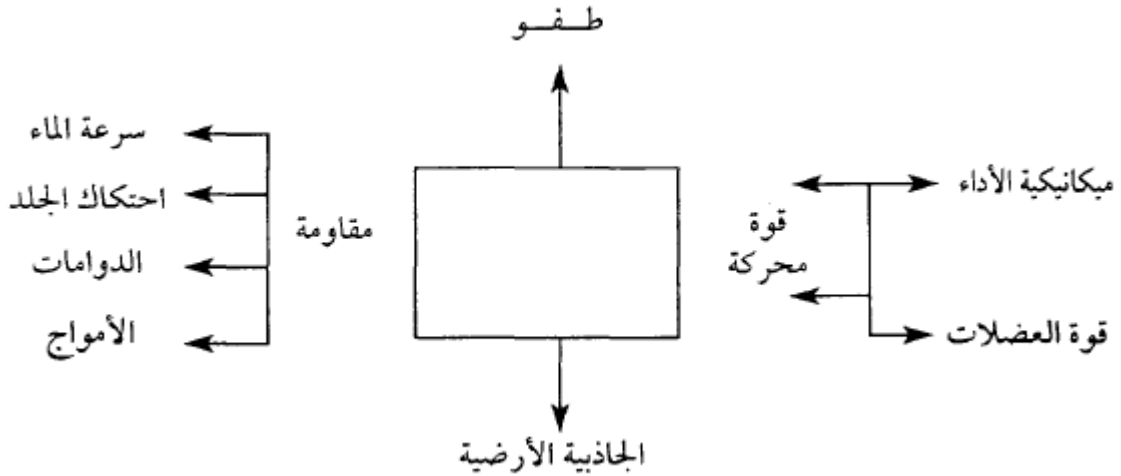 طفو
ميكانيكية الأداء
قوة
محركة
قوة العضلات
مقاومة
سرعة الماء
احتكاك الجلد
الدوامات
الأمواج
الجاذبية الأرضية